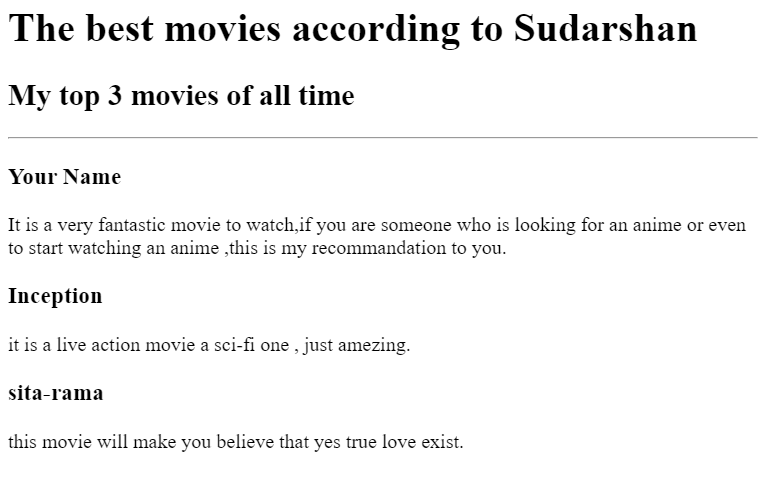 The best movies according to Sudarshan
My top 3 movies of all time
Your Name
It is a very fantastic movie to watch,if you are someone who is looking for an anime or even
to start watching an anime ,this is my recommandation to you.
Inception
it is a live action movie a sci-fi one , just amezing.
sita-rama
this movie will make you believe that yes true love exist.